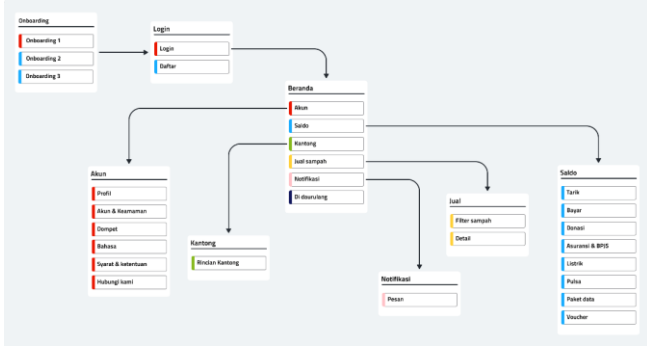 Onboarding
Onboarding 1
Onboarding 2
Onboarding 3
Login
Login
Daftar
Beranda
Akun
Saldo
Kantong
Jual sampah
Notifikasi
Di daurulang
Akun
Profil
Akun & Keamaman
Dompet
Bahasa
Syarat & ketentuan
Hubungi kami
Kantong
Rincian Kantong
Notifikasi
Pesan
Jual
Filter sampah
Detail
Saldo
Tarik
Bayar
Donasi
Asuransi & BPJS
Listrik
Pulsa
Paket data
Voucher